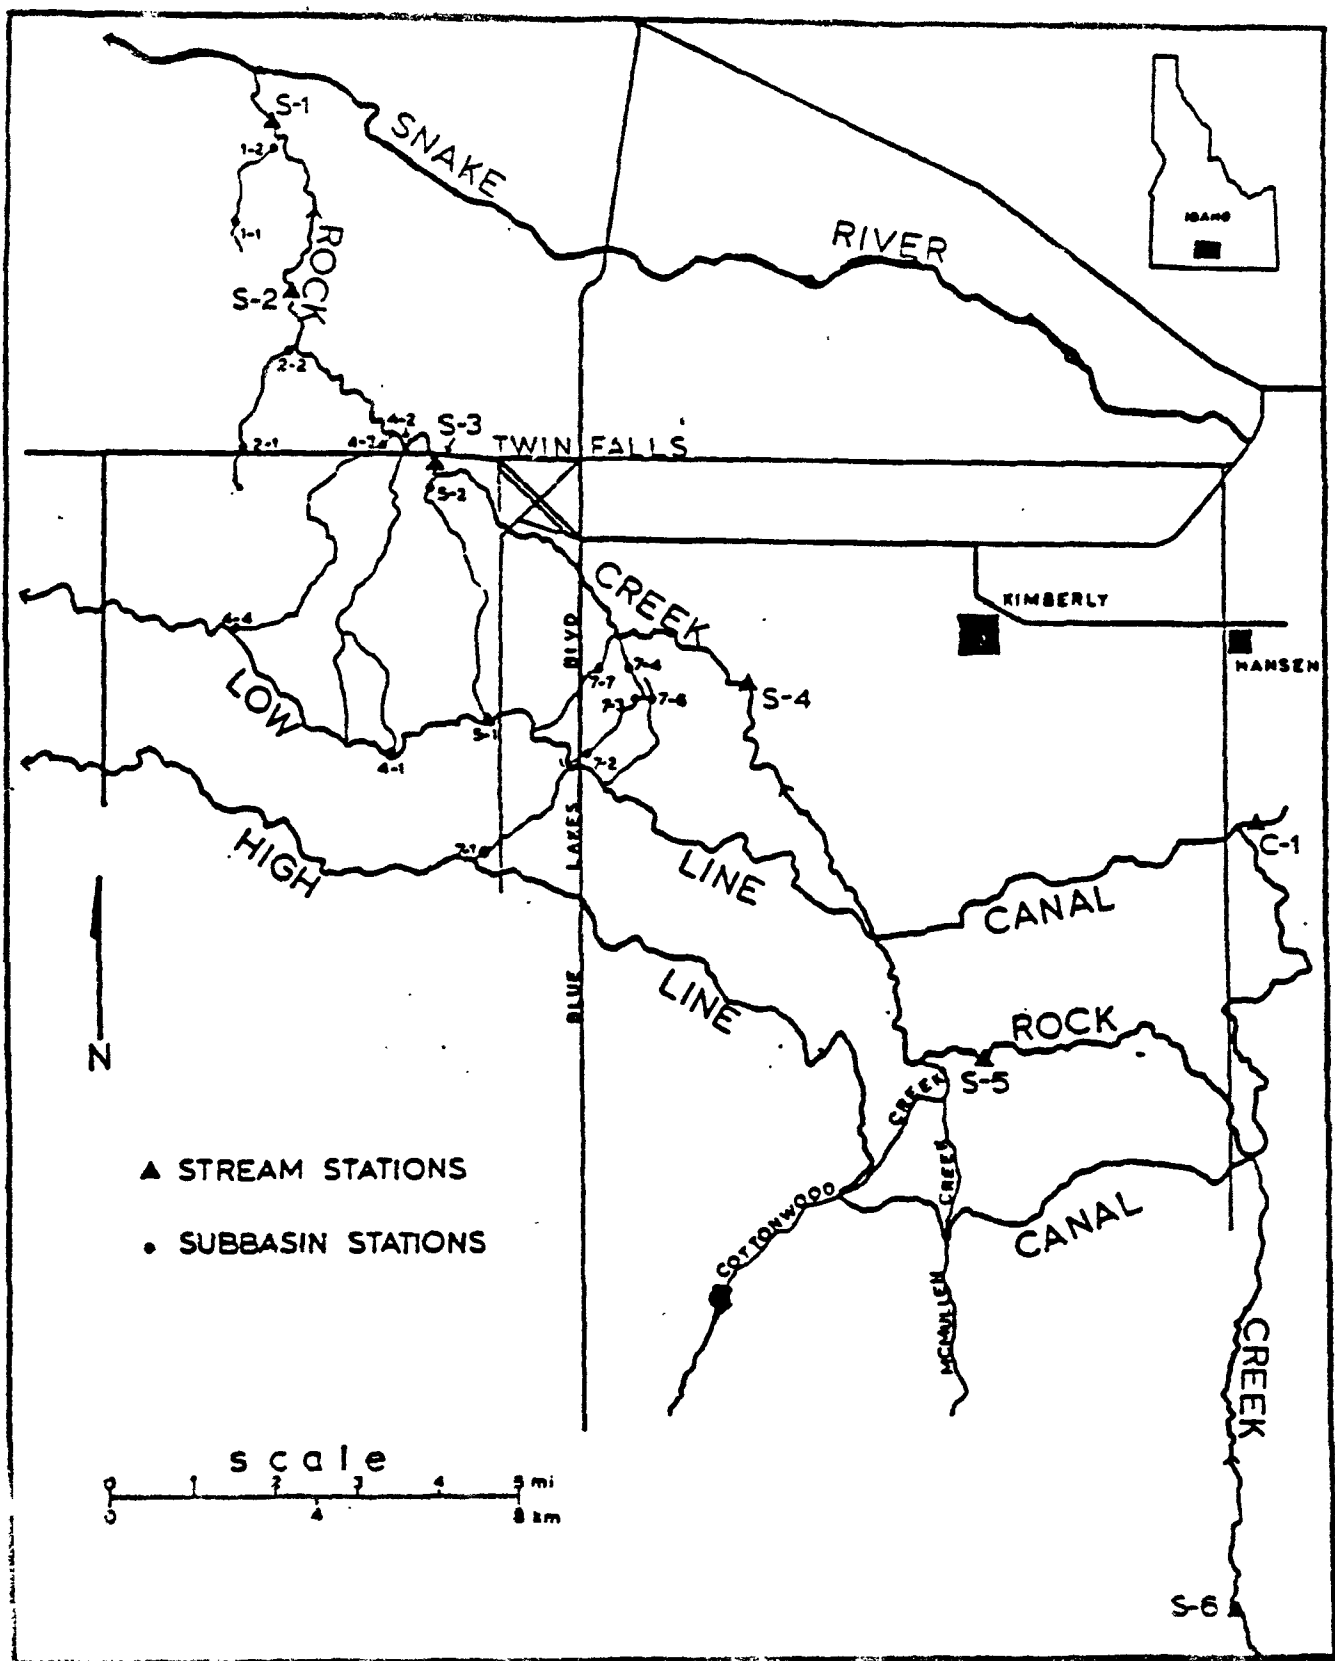 S-1
SNAKE
1-2
IDAHO
1-1
ROCK
RIVER
S-2
2-2
4-2
S-3
2-1
TWIN FALLS
5-2
CREEK
KIMBERLY
4-4
BLVD
HANSEN
7-7
7-4
LOW
S-4
7-3
7-6
5-1
4-1
7-2
LAKES
C-1
HIGH
7-1
LINE
CANAL
BLUE
LINE
ROCK
N
CREEK
S-5
STREAM STATIONS
CREEK
COTTONWOOD
CANAL
SUBBASIN STATIONS
MCMULLEN
CREEK
scale
0 1 2 3 4 5 mi
0 4 8 km
S-6